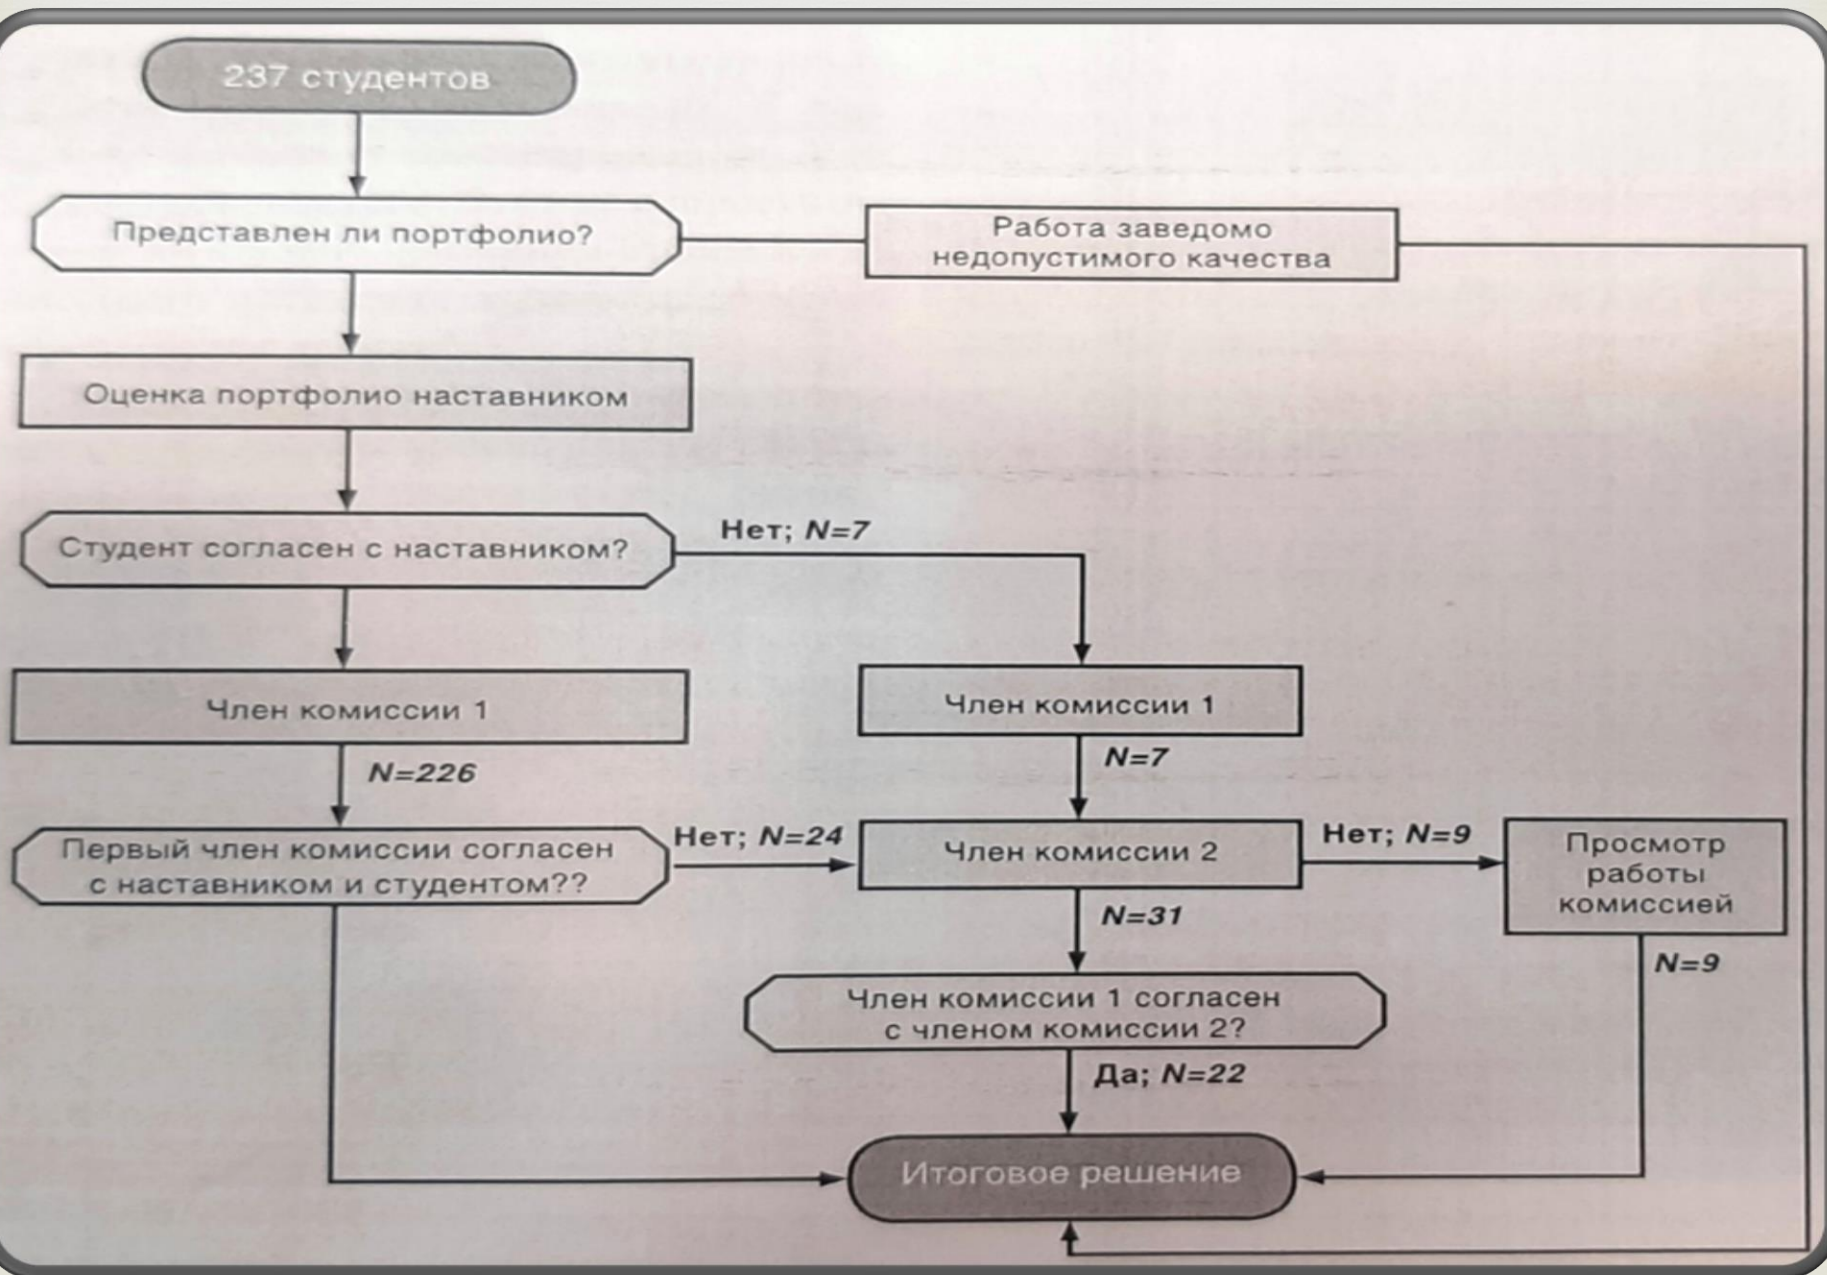 237 студентов
Представлен ли портфолио?
Работа заведомо
недопустимого качества
Оценка портфолио наставником
Студент согласен с наставником?
Нет; N=7
Член комиссии 1
N=226
Член комиссии 1
N=7
Первый член комиссии согласен
с наставником и студентом??
Нет; N=24
Член комиссии 2
Нет; N=9
Просмотр
работы
комиссией
N=31
N=9
Член комиссии 1 согласен
с членом комиссии 2?
Да; N=22
Итоговое решение